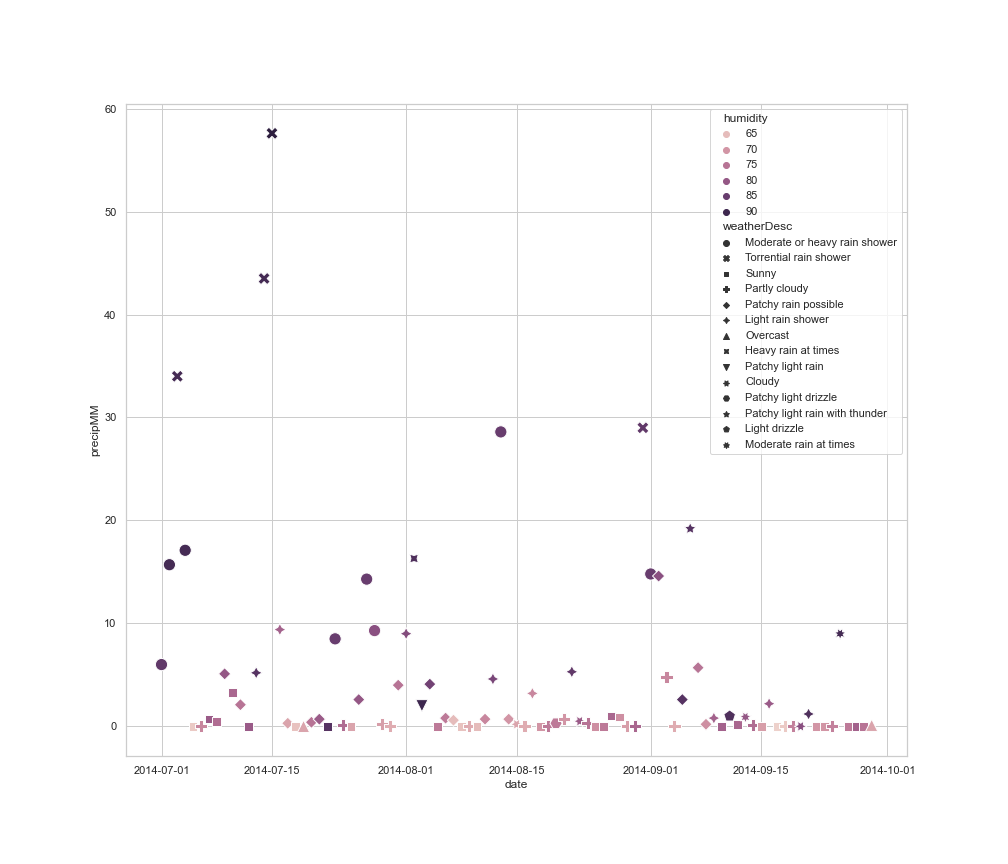 60
50
40
30
20
10
0
precipMM
2014-07-01
2014-07-15
2014-08-01
2014-08-15
2014-09-01
2014-09-15
2014-10-01
date
humidity
65
70
75
80
85
90
weatherDesc
Moderate or heavy rain shower
Torrential rain shower
Sunny
Partly cloudy
Patchy rain possible
Light rain shower
Overcast
Heavy rain at times
Patchy light rain
Cloudy
Patchy light drizzle
Patchy light rain with thunder
Light drizzle
Moderate rain at times